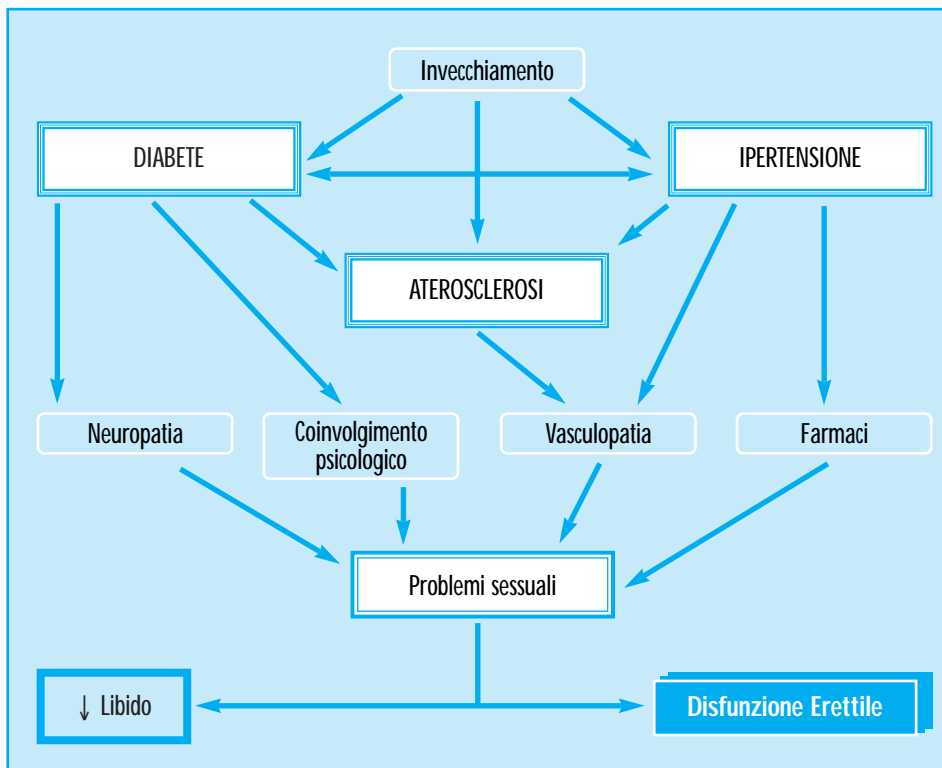 Invecchiamento
DIABETE
IPERTENSIONE
ATEROSCLEROSI
Neuropatia
Coinvolgimento
psicologico
Vasculopatia
Farmaci
Problemi sessuali
↓ Libido
Disfunzione Erettile